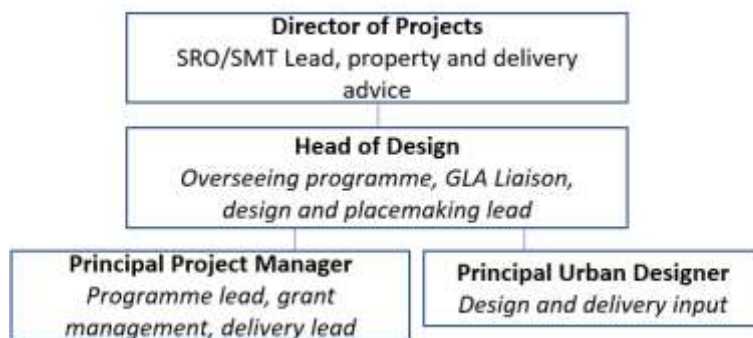 Director of Projects
SRO/SMT Lead, property and delivery
advice
Head of Design
Overseeing programme, GLA Liaison,
design and placemaking lead
Principal Project Manager
Programme lead, grant
management, delivery lead
Principal Urban Designer
Design and delivery input